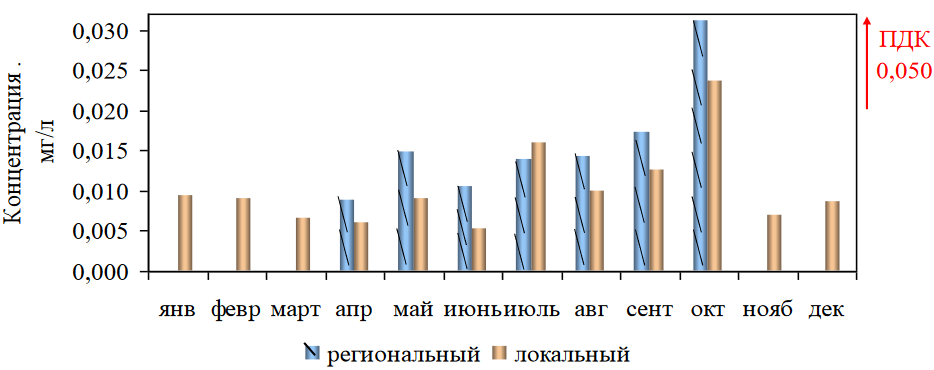 Концентрация .
мг/л
0,030
0,025
0,020
0,015
0,010
0,005
0,000
ПДК
0,050
янв февр март апр май июнь июль авг сент окт нояб дек
региональный локальный